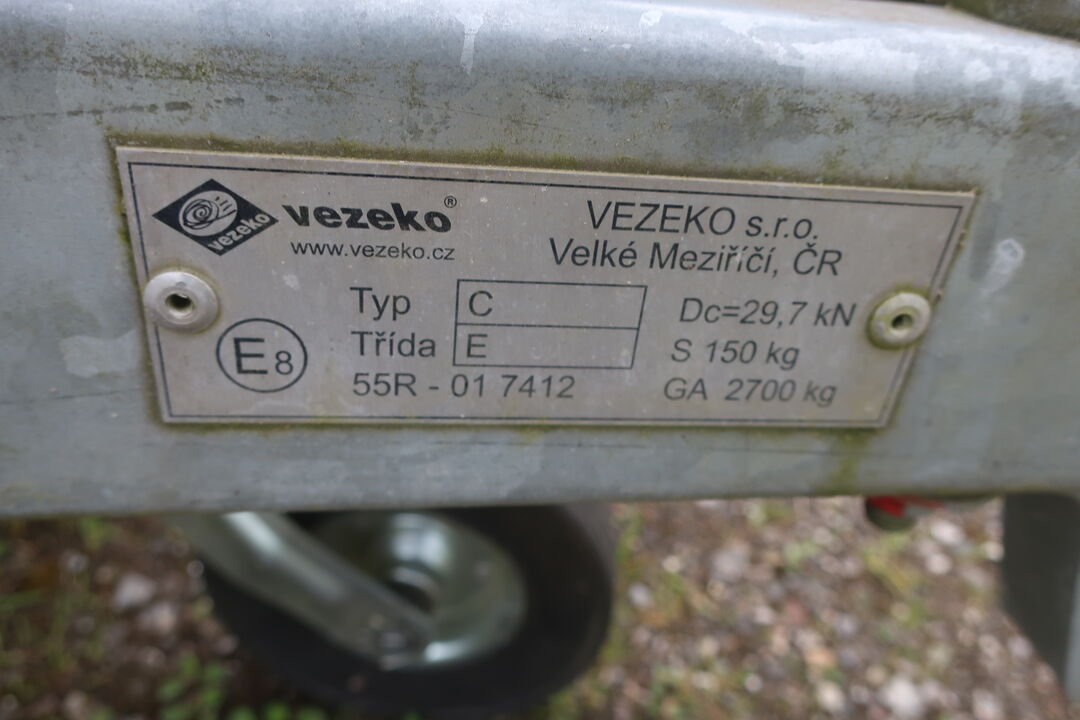 vezeko
vezeko®
www.vezeko.cz
VEZEKO s.r.o.
Velké Meziříčí, ČR
Typ C
Třída E
E8
55R - 01 7412
Dc=29,7 kN
S 150 kg
GA 2700 kg